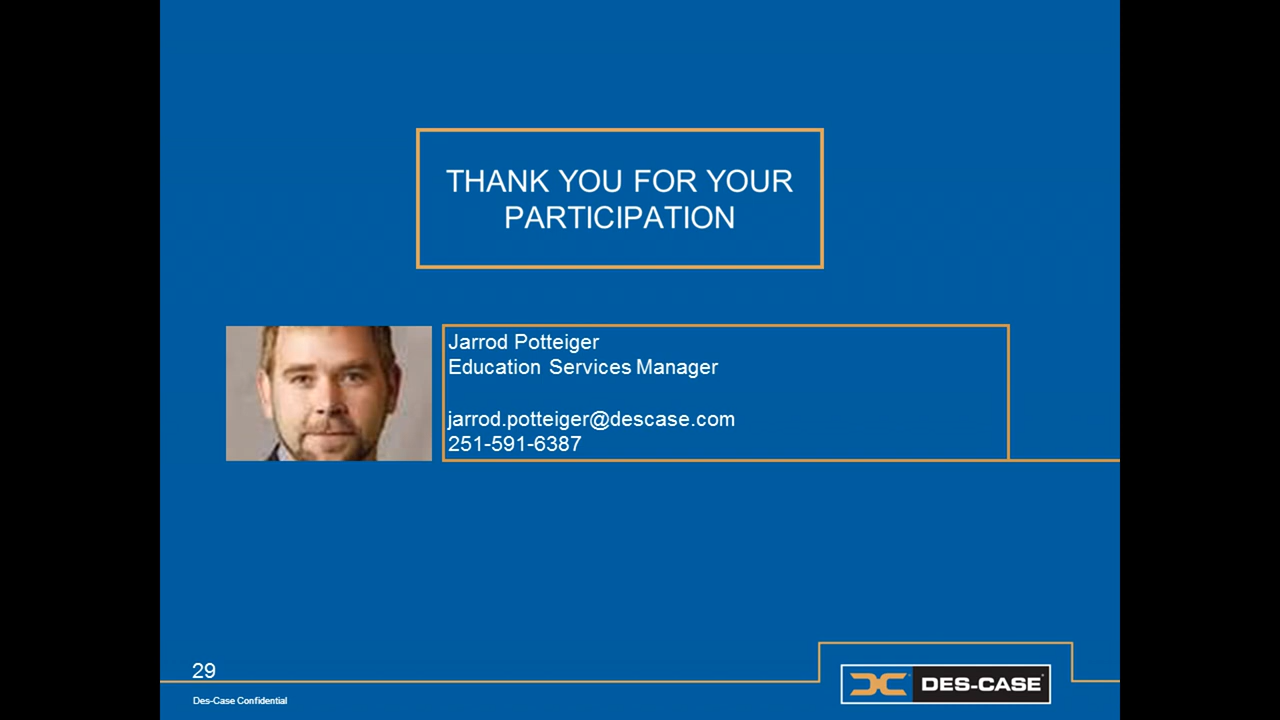 THANK YOU FOR YOUR
PARTICIPATION
Jarrod Potteiger
Education Services Manager
jarrod.potteiger@descase.com
251-591-6387
29
Des-Case Confidential
DES-CASE